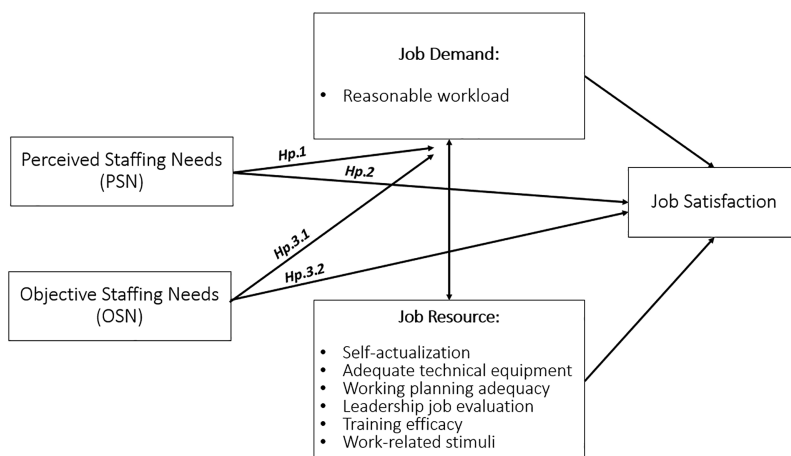 Job Demand:
• Reasonable workload
Perceived Staffing Needs
(PSN)
Hp.1
Hp.2
Job Satisfaction
Hp.3.1
Hp.3.2
Objective Staffing Needs
(OSN)
Job Resource:
• Self-actualization
• Adequate technical equipment
• Working planning adequacy
• Leadership job evaluation
• Training efficacy
• Work-related stimuli